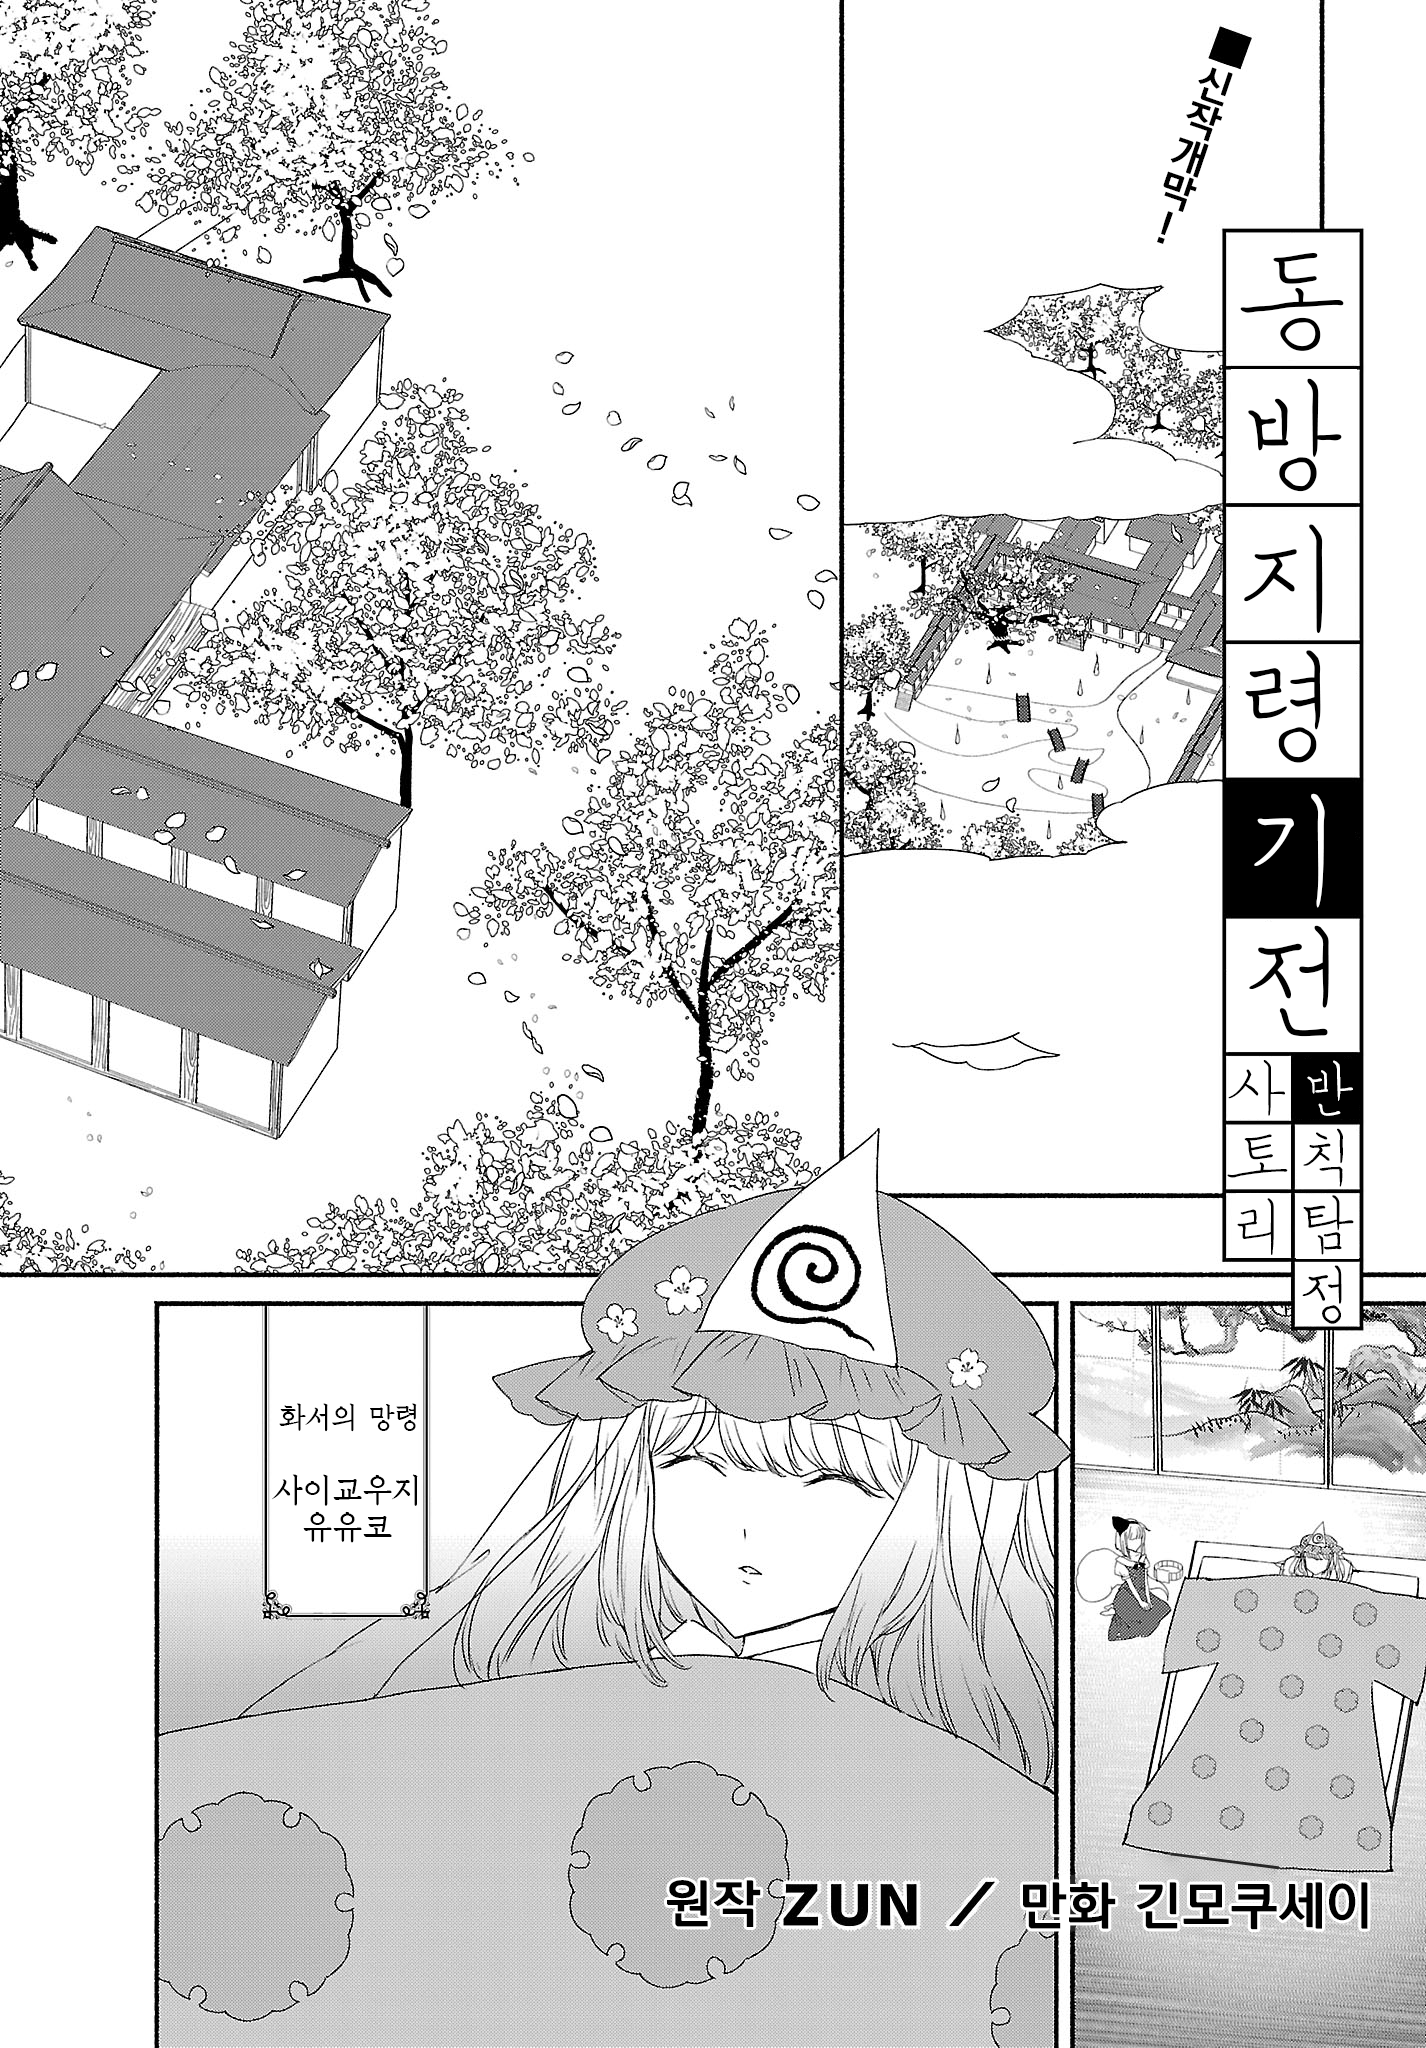 ■신작개막!
동방지령기전
반칙탐정
사토리
화서의 망령
사이교우지
유유코
원작 ZUN / 만화 긴모쿠세이